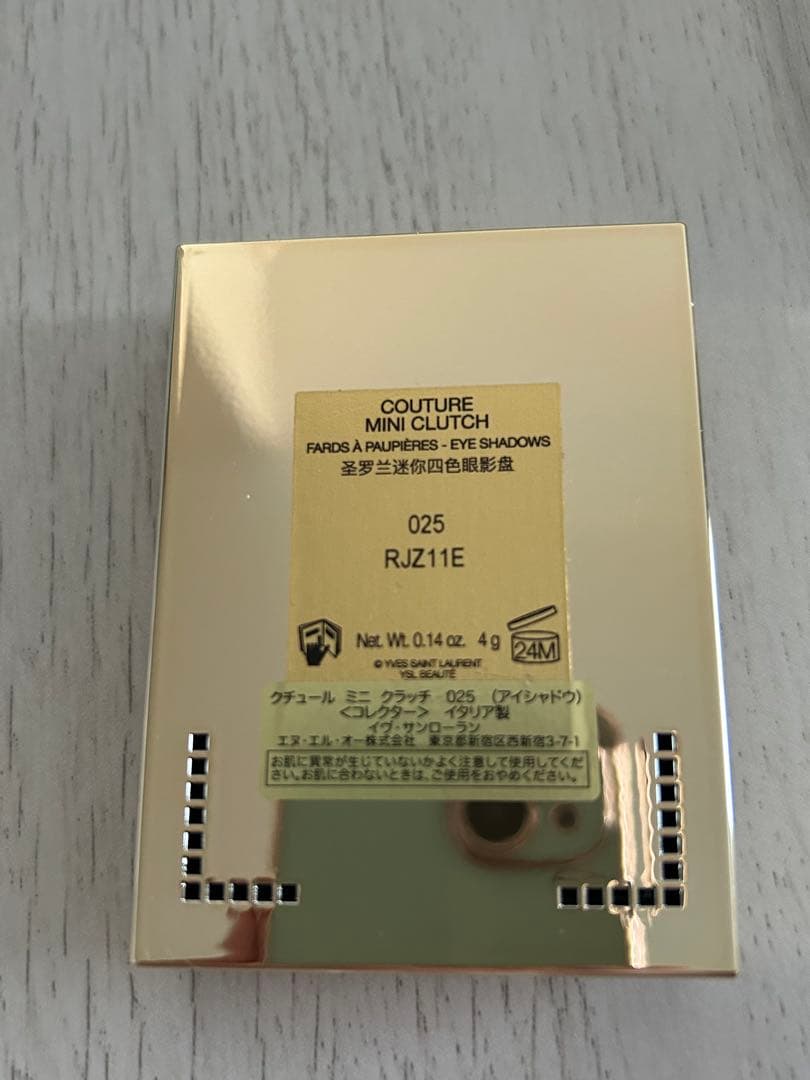 COUTURE
MINI CLUTCH
FARDS À PAUPIÈRES - EYE SHADOWS
圣罗兰迷你四色眼影盘
025
RJZ11E
Net. Wt. 0.14 oz. 4 g
24M
© YVES SAINT LAURENT
YSL BEAUTÉ
クチュール ミニ クラッチ 025 (アイシャドウ)
<コレクター> イタリア製
イヴ・サンローラン
エヌ・エル・オー株式会社 東京都新宿区西新宿3-7-1
お肌に異常が生じていないかよく注意して使用してくだ
さい。お肌に合わないときは、ご使用をおやめください。